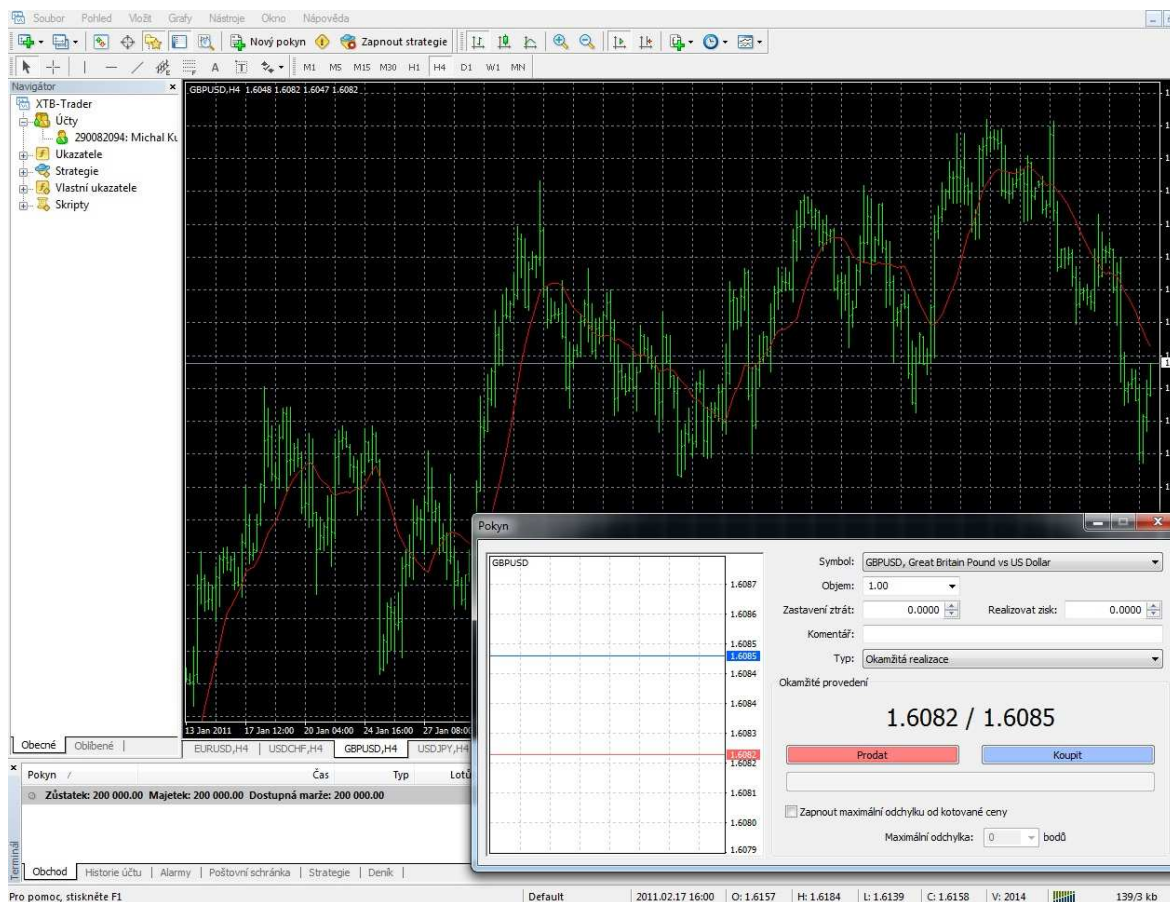 Soubor Pohled Vložit Grafy Nástroje Okno Nápověda
Nový pokyn Zapnout strategie
A T M1 M5 M15 M30 H1 H4 D1 W1 MN
Navigátor
XTB-Trader
Účty
290082094: Michal Ku
Ukazatele
Strategie
Vlastní ukazatele
Skripty
Obecné Oblíbené
GBPUSD,H4 1.6048 1.6082 1.6047 1.6082
13 Jan 2011 17 Jan 12:00 20 Jan 04:00 24 Jan 16:00 27 Jan 08:00
EURUSD,H4 USDCHF,H4 GBPUSD,H4 USDJPY,H4
Pokyn
GBPUSD
1.6087
1.6086
1.6085
1.6085
1.6084
1.6084
1.6083
1.6082
1.6082
1.6081
1.6080
1.6079
Symbol: GBPUSD, Great Britain Pound vs US Dollar
Objem: 1.00
Zastavení ztrát: 0.0000 Realizovat zisk: 0.0000
Komentář:
Typ: Okamžitá realizace
Okamžité provedení
1.6082 / 1.6085
Prodat Koupit
Zapnout maximální odchylku od kotované ceny
Maximální odchylka: 0 bodů
Pokyn / Čas Typ Lotů
Zůstatek: 200 000.00 Majetek: 200 000.00 Dostupná marže: 200 000.00
Terminál
Obchod Historie účtu Alarmy Poštovní schránka Strategie Deník
Pro pomoc, stiskněte F1 Default 2011.02.17 16:00 O: 1.6157 H: 1.6184 L: 1.6139 C: 1.6158 V: 2014 139/3 kb